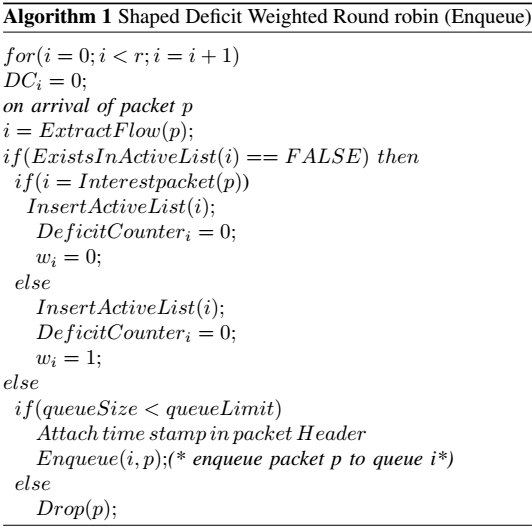 Algorithm 1 Shaped Deficit Weighted Round robin (Enqueue)
for(i = 0; i < r; i = i + 1)
DC_i = 0;
on arrival of packet p
i = ExtractFlow(p);
if(ExistsInActiveList(i) == FALSE) then
if(i = Interestpacket(p))
InsertActiveList(i);
DeficitCounter_i = 0;
w_i = 0;
else
InsertActiveList(i);
DeficitCounter_i = 0;
w_i = 1;
else
if(queueSize < queueLimit)
Attach time stamp in packet Header
Enqueue(i, p);(* enqueue packet p to queue i*)
else
Drop(p);